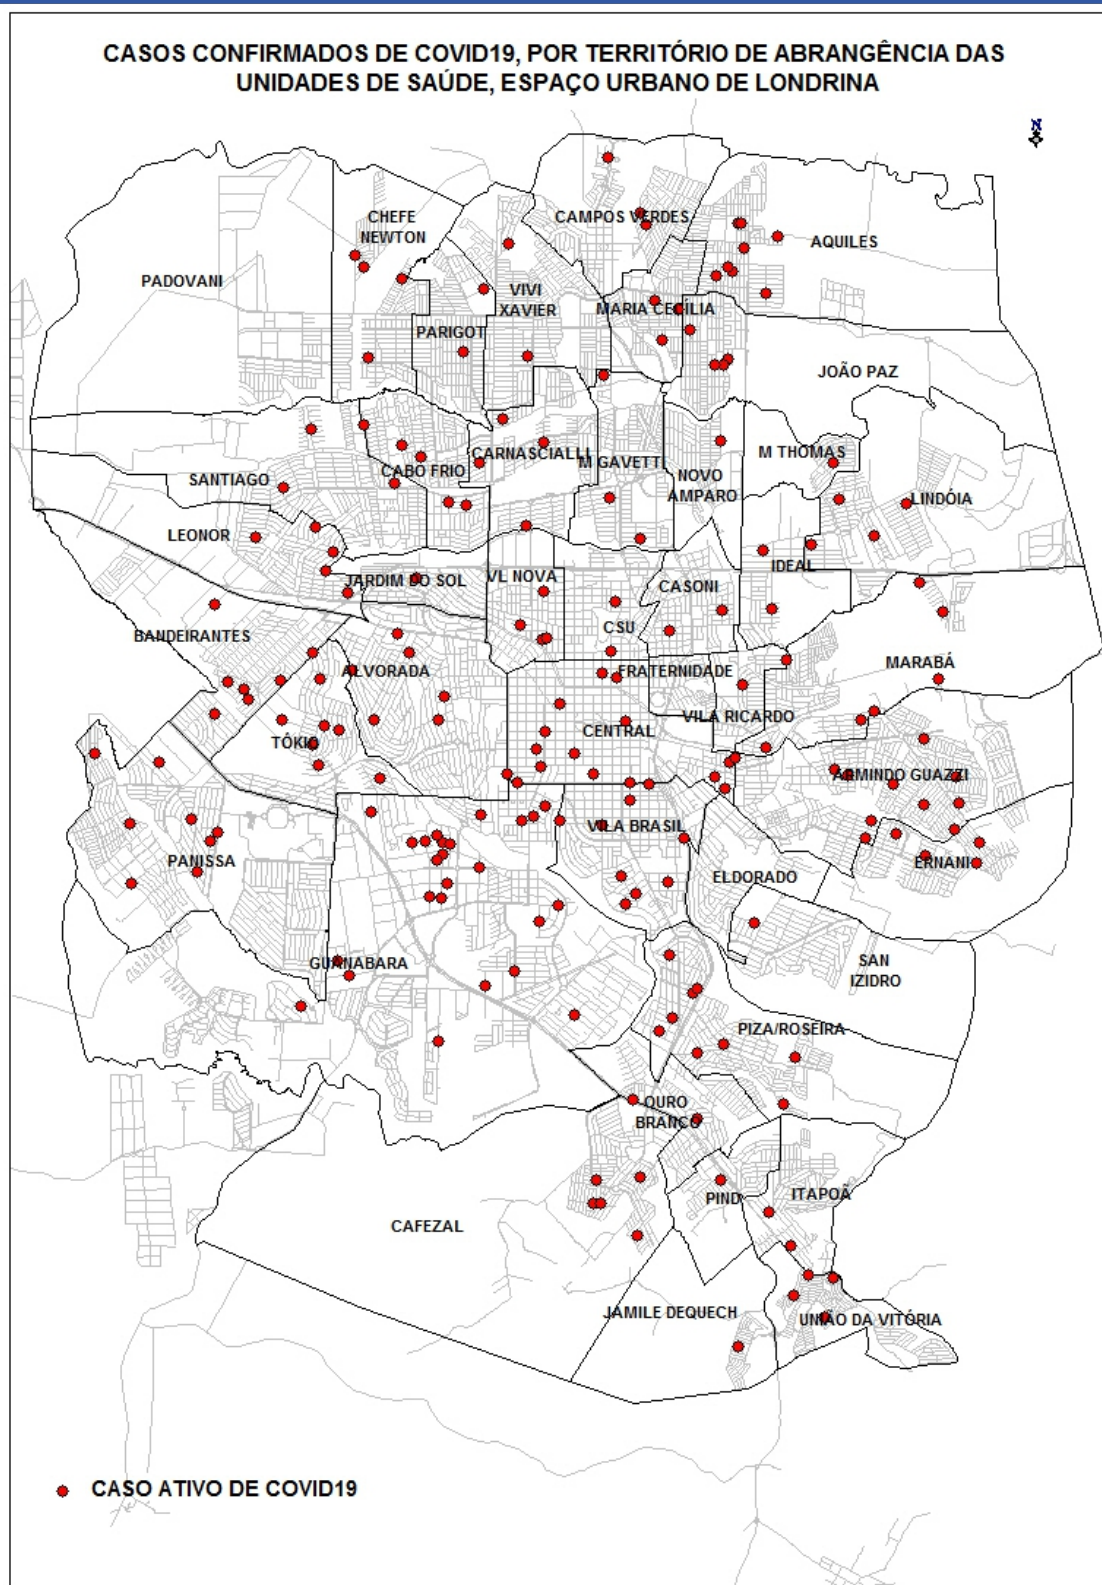 CASOS CONFIRMADOS DE COVID19, POR TERRITÓRIO DE ABRANGÊNCIA DAS
UNIDADES DE SAÚDE, ESPAÇO URBANO DE LONDRINA
N
CHEFE
NEWTON
CAMPOS VERDES
AQUILES
PADOVANI
VIVI
XAVIER
MARIA CECÍLIA
PARIGOT
JOÃO PAZ
CARNASCIALLI
M GAVETTI
M THOMAS
CABO FRIO
SANTIAGO
NOVO
AMPARO
LINDÓIA
LEONOR
IDEAL
JARDIM DO SOL
VL NOVA
CASONI
CSU
BANDEIRANTES
ALVORADA
FRATERNIDADE
MARABÁ
VILA RICARDO
CENTRAL
TÓKIO
ARMINDO GUAZZI
VILA BRASIL
PANISSA
ELDORADO
ERNANI
GUANABARA
SAN
IZIDRO
PIZA/ROSEIRA
OURO
BRANCO
PIND
ITAPOÃ
CAFEZAL
JAMILE DEQUECH
UNIÃO DA VITÓRIA
CASO ATIVO DE COVID19